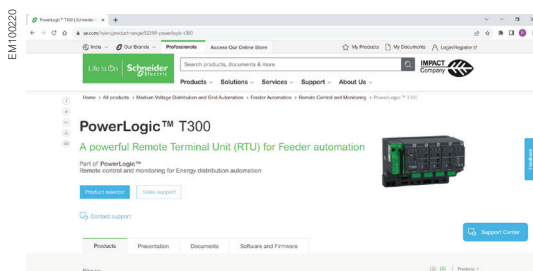 EM100220
PowerLogic™ T300 | Schneider
se.com/in/en/product-range/52399-powerlogic-t300/
India
Our Brands
Professionals
Access Our Online Store
My Products
My Documents
Login/Register
Life Is On
Schneider Electric
Search products, documents & more
IMPACT Company
Products
Solutions
Services
Support
About Us
Home > All products > Medium Voltage Distribution and Grid Automation > Feeder Automation > Remote Control and Monitoring > PowerLogic™ T300
PowerLogic™ T300
A powerful Remote Terminal Unit (RTU) for Feeder automation
Part of PowerLogic™
Remote control and monitoring for Energy distribution automation
Product selector
Sales support
Contact support
Feedback
Support Center
Products
Presentation
Documents
Software and Firmware